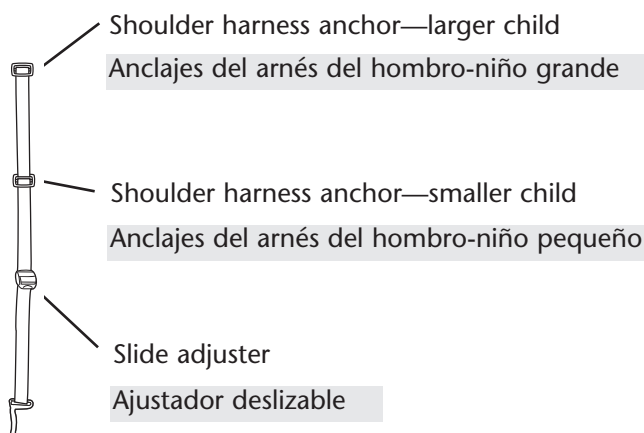 Shoulder harness anchor—larger child
Anclajes del arnés del hombro-niño grande
Shoulder harness anchor—smaller child
Anclajes del arnés del hombro-niño pequeño
Slide adjuster
Ajustador deslizable